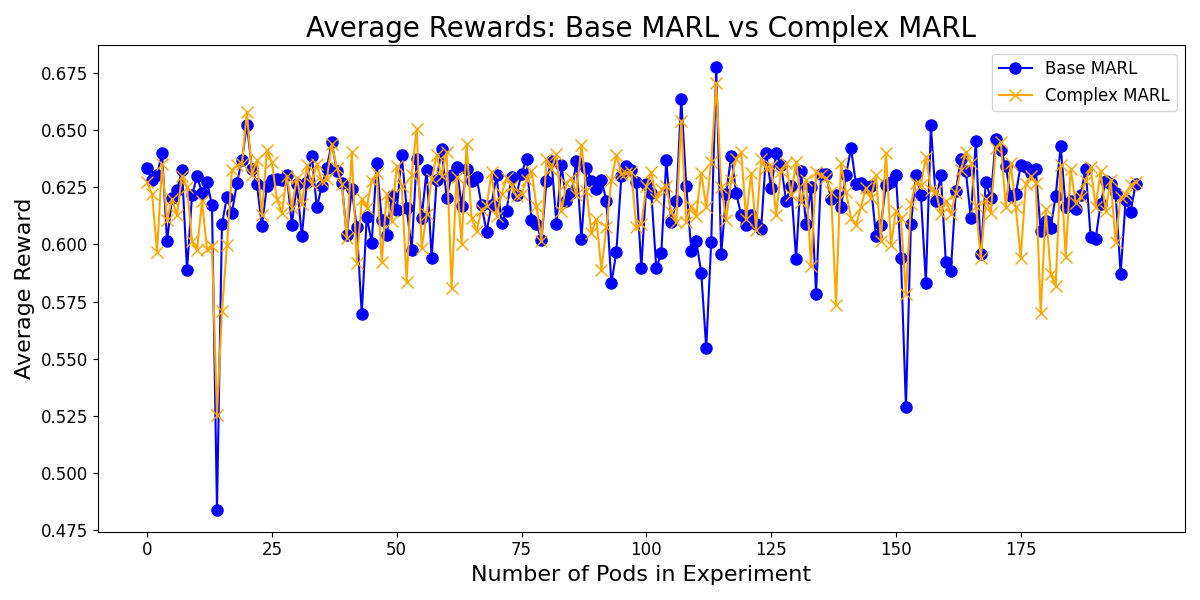 Average Rewards: Base MARL vs Complex MARL
Base MARL
Complex MARL
Average Reward
0.675
0.650
0.625
0.600
0.575
0.550
0.525
0.500
0.475
0 25 50 75 100 125 150 175
Number of Pods in Experiment